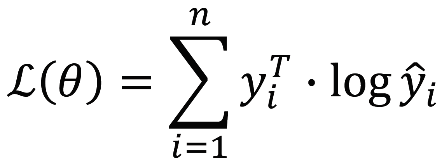 ℒ(θ) = ∑_{i=1}^{n} y_i^T · log ŷ_i